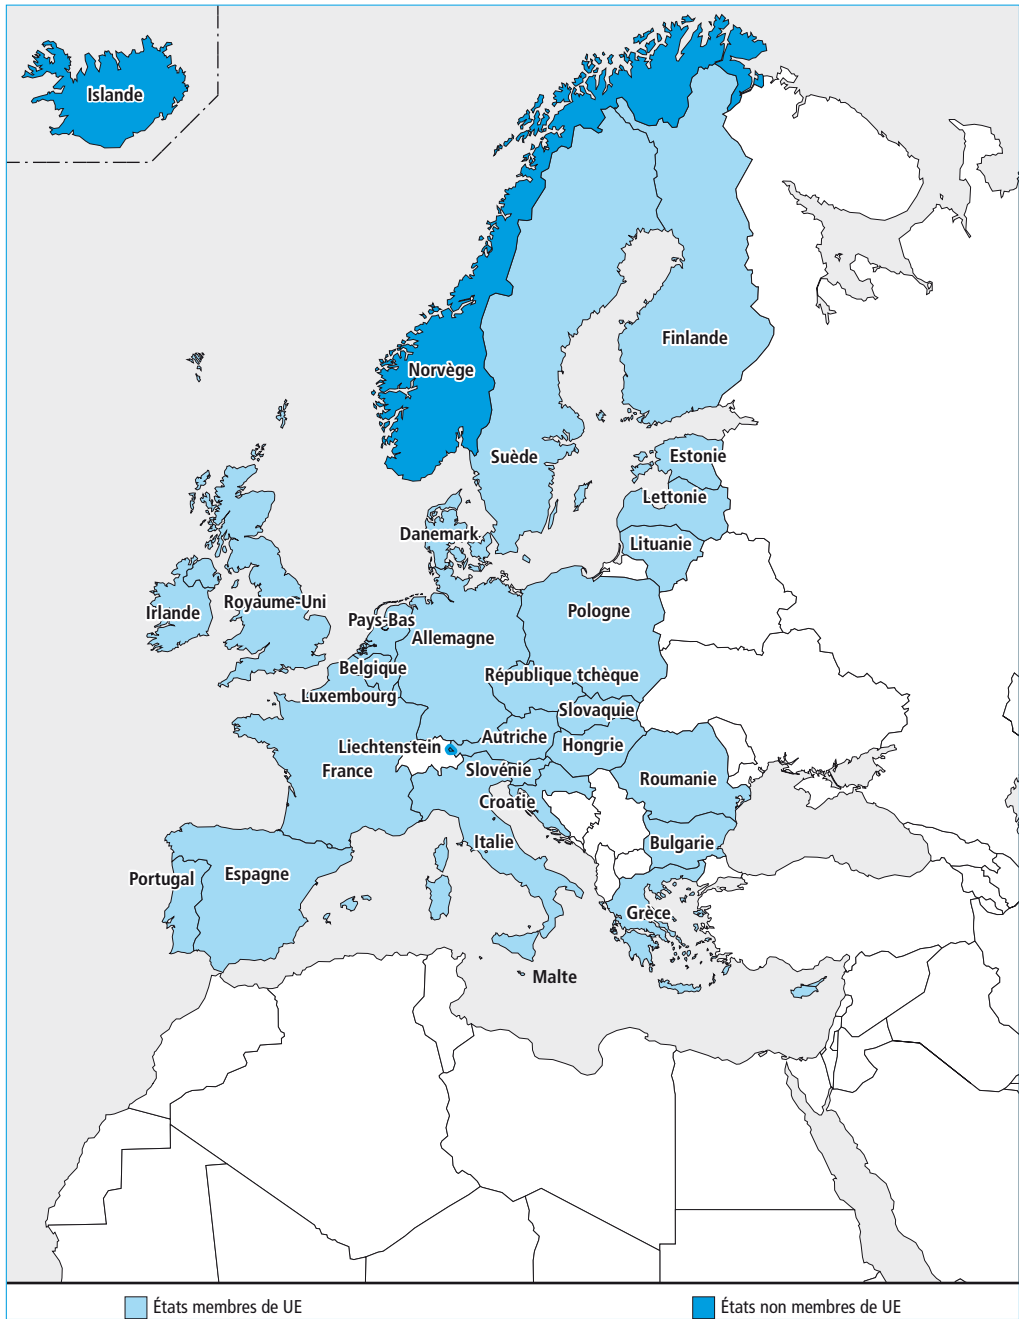 Islande
Norvège
Finlande
Suède
Estonie
Lettonie
Danemark
Lituanie
Irlande
Royaume-Uni
Pays-Bas
Pologne
Allemagne
Belgique
République tchèque
Luxembourg
Slovaquie
Autriche
Liechtenstein
Hongrie
France
Slovénie
Roumanie
Croatie
Italie
Bulgarie
Portugal
Espagne
Grèce
Malte
États membres de UE
États non membres de UE